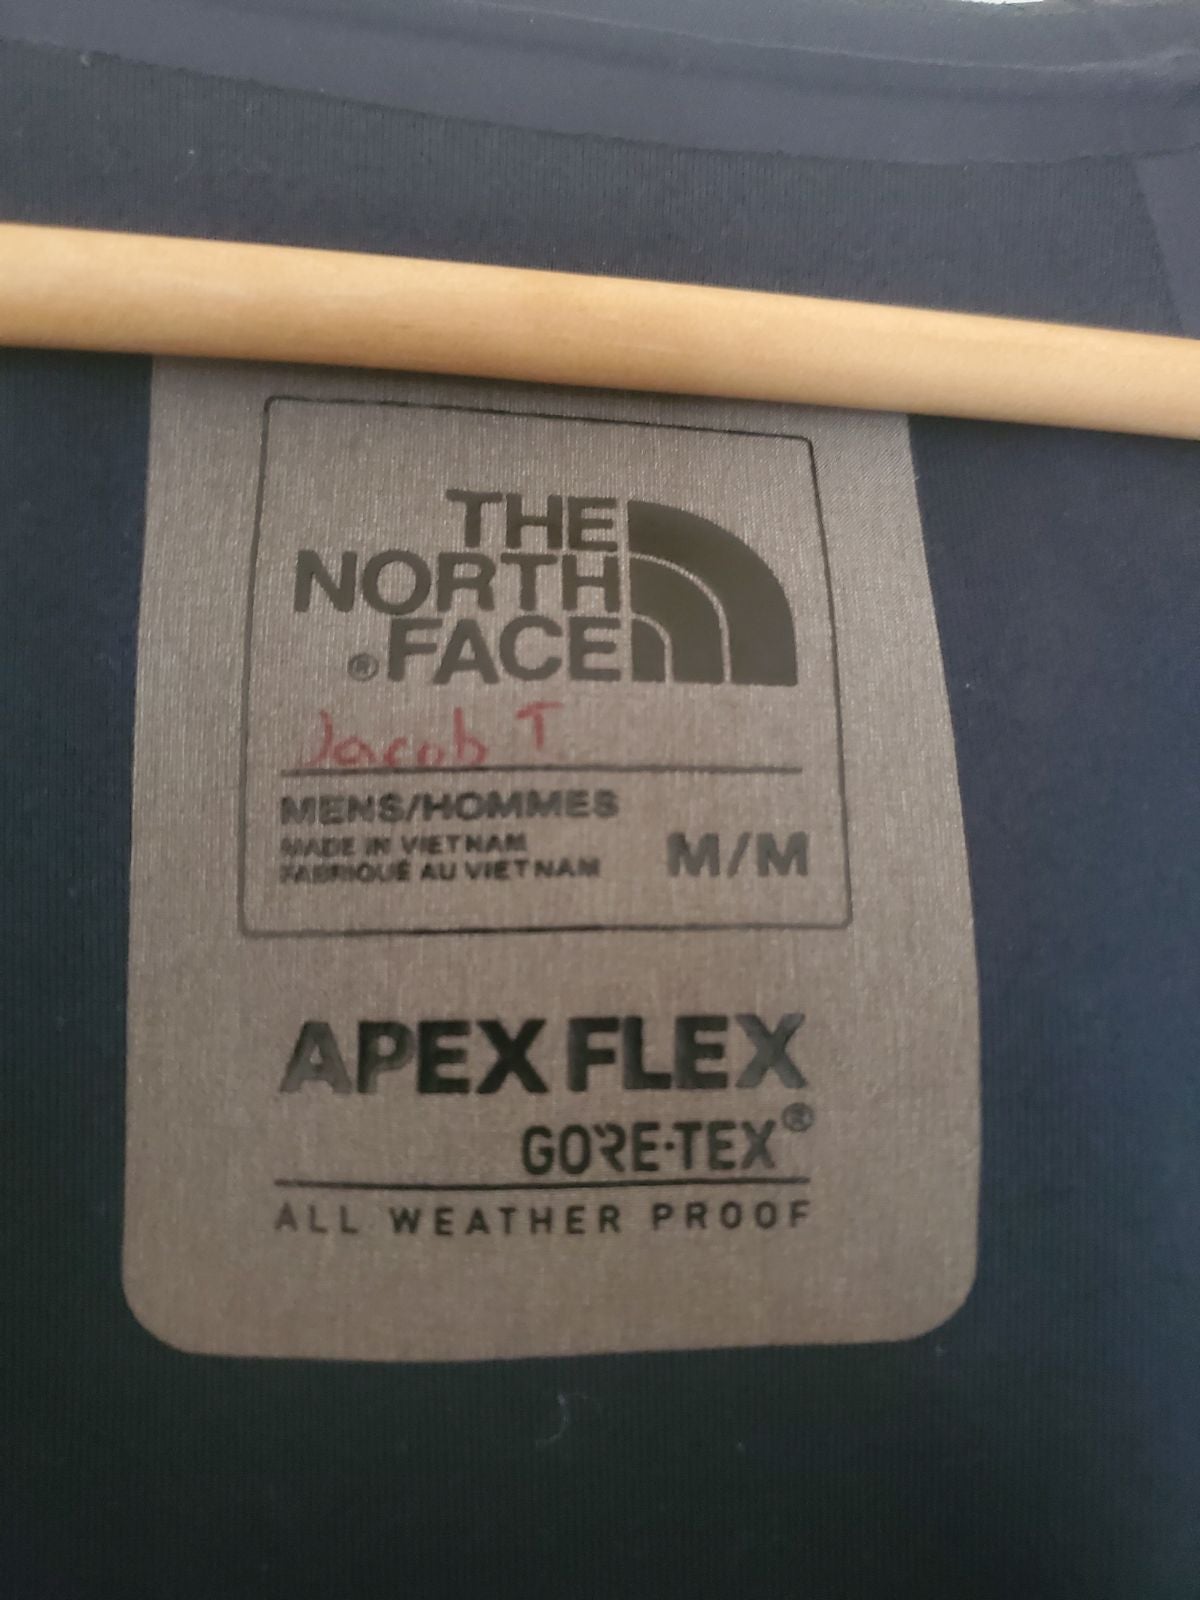 THE
NORTH
®FACE
Jacob T.
MENS/HOMMES
MADE IN VIETNAM
FABRIQUÉ AU VIETNAM
M/M
APEX FLEX
GORE-TEX®
ALL WEATHER PROOF